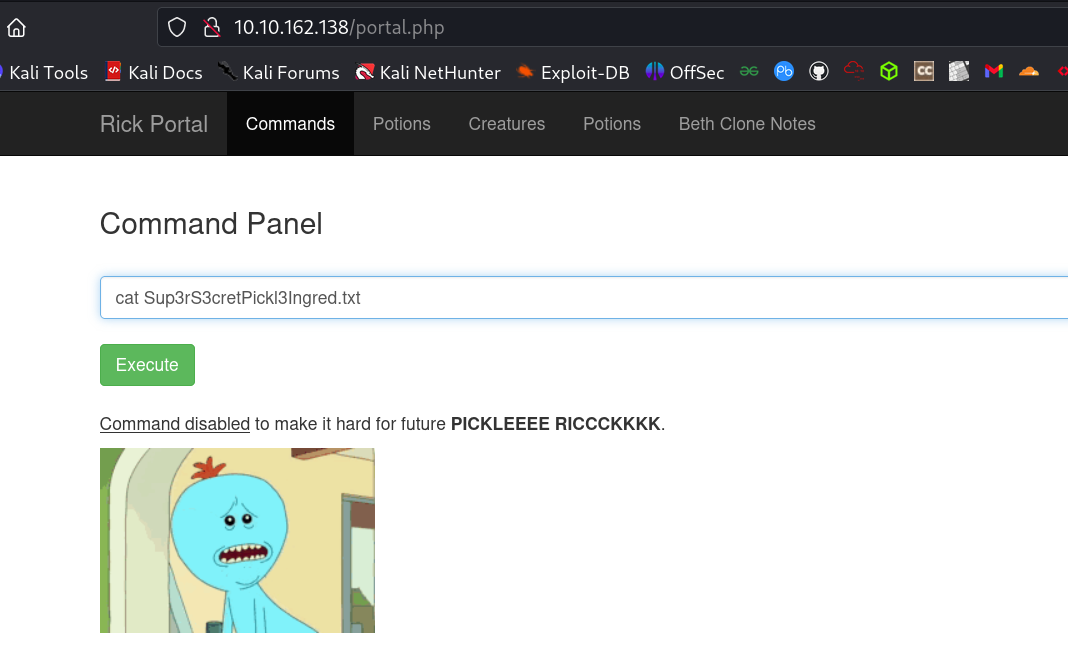 10.10.162.138/portal.php
Kali Tools Kali Docs Kali Forums Kali NetHunter Exploit-DB OffSec
Rick Portal Commands Potions Creatures Potions Beth Clone Notes
Command Panel
cat Sup3rS3cretPickl3Ingred.txt
Execute
Command disabled to make it hard for future PICKLEEEE RICCCKKKK.